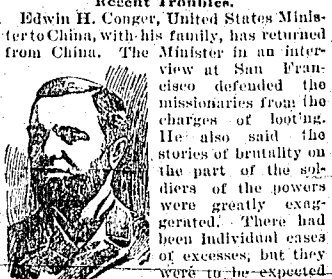 Recent Troubles.
Edwin H. Conger, United States Minis-
ter to China, with his family, has returned
from China. The Minister in an inter-
view at San Fran-
cisco defended the
missionaries from the
charges of looting.
He also said the
stories of brutality on
the part of the sol-
diers of the powers
were greatly exag-
gerated. There had
been individual cases
of excesses, but they
were to be expected